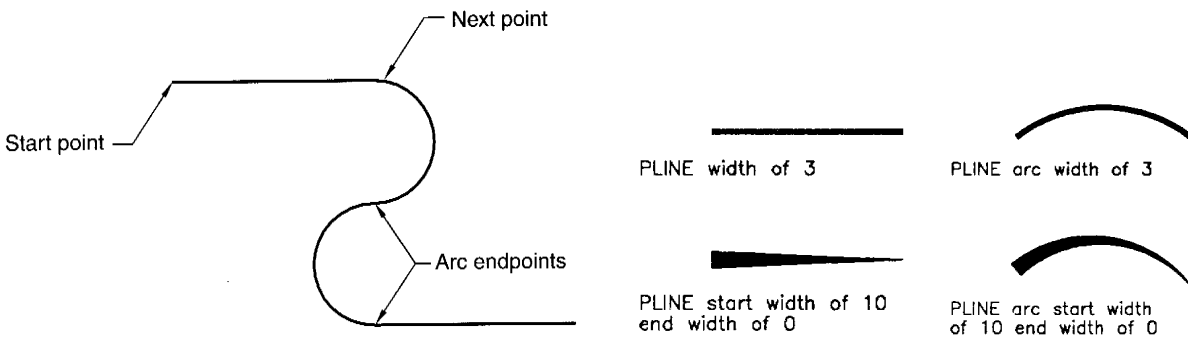 Next point
Start point
Arc endpoints
PLINE width of 3
PLINE arc width of 3
PLINE start width of 10
end width of 0
PLINE arc start width
of 10 end width of 0